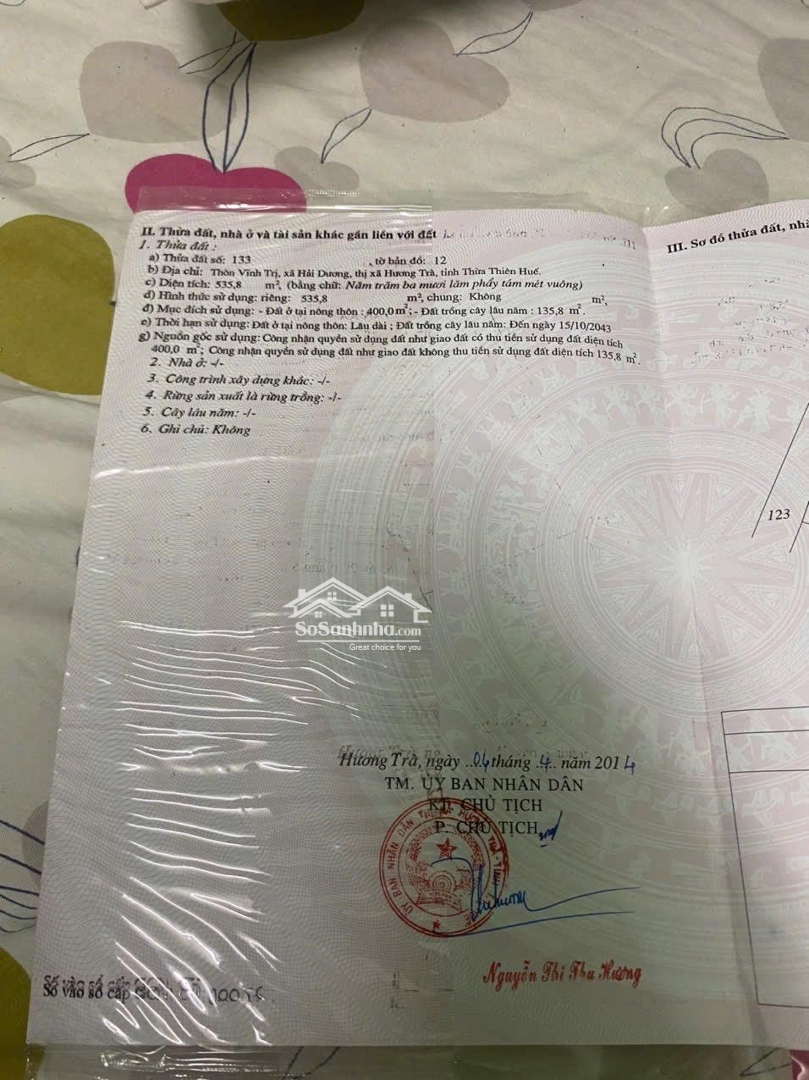 II. Thửa đất, nhà ở và tài sản khác gắn liền với đất
1. Thửa đất :
a) Thửa đất số: 133 , tờ bản đồ: 12
b) Địa chỉ: Thôn Vĩnh Trị, xã Hải Dương, thị xã Hương Trà, tỉnh Thừa Thiên Huế.
c) Diện tích: 535,8 m², (bằng chữ: Năm trăm ba mươi lăm phẩy tám mét vuông)
d) Hình thức sử dụng: riêng: 535,8 m², chung: Không m²,
đ) Mục đích sử dụng: - Đất ở tại nông thôn : 400,0 m²; - Đất trồng cây lâu năm : 135,8 m².
e) Thời hạn sử dụng: Đất ở tại nông thôn: Lâu dài ; Đất trồng cây lâu năm: Đến ngày 15/10/2043
g) Nguồn gốc sử dụng: Công nhận quyền sử dụng đất như giao đất có thu tiền sử dụng đất diện tích
400,0 m²; Công nhận quyền sử dụng đất như giao đất không thu tiền sử dụng đất diện tích 135,8 m².
2. Nhà ở: -/-
3. Công trình xây dựng khác: -/-
4. Rừng sản xuất là rừng trồng: -/-
5. Cây lâu năm: -/-
6. Ghi chú: Không
III. Sơ đồ thửa đất, nhà
123
SoSanhnha.com
Great choice for you
Hương Trà, ngày ..04 tháng ..4.. năm 2014
TM. ỦY BAN NHÂN DÂN
KT. CHỦ TỊCH
P. CHỦ TỊCH
ỦY BAN NHÂN DÂN
Nguyễn Thị Thu Hương
Số vào sổ cấp